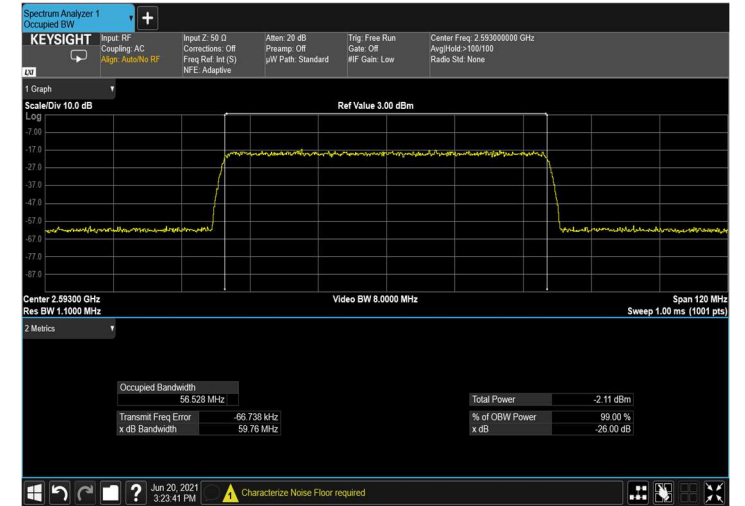 Spectrum Analyzer 1
Occupied BW
KEYSIGHT
LXI
Input: RF
Coupling: AC
Align: Auto/No RF
Input Z: 50 Ω
Corrections: Off
Freq Ref: Int (S)
NFE: Adaptive
Atten: 20 dB
Preamp: Off
µW Path: Standard
Trig: Free Run
Gate: Off
#IF Gain: Low
Center Freq: 2.593000000 GHz
Avg|Hold:>100/100
Radio Std: None
1 Graph
Scale/Div 10.0 dB
Ref Value 3.00 dBm
Log
-7.00
-17.0
-27.0
-37.0
-47.0
-57.0
-67.0
-77.0
-87.0
Center 2.59300 GHz
Video BW 8.0000 MHz
Span 120 MHz
Res BW 1.1000 MHz
Sweep 1.00 ms (1001 pts)
2 Metrics
Occupied Bandwidth
56.528 MHz
Total Power -2.11 dBm
Transmit Freq Error -66.738 kHz
% of OBW Power 99.00 %
x dB Bandwidth 59.76 MHz
x dB -26.00 dB
?
Jun 20, 2021
3:23:41 PM
1
Characterize Noise Floor required